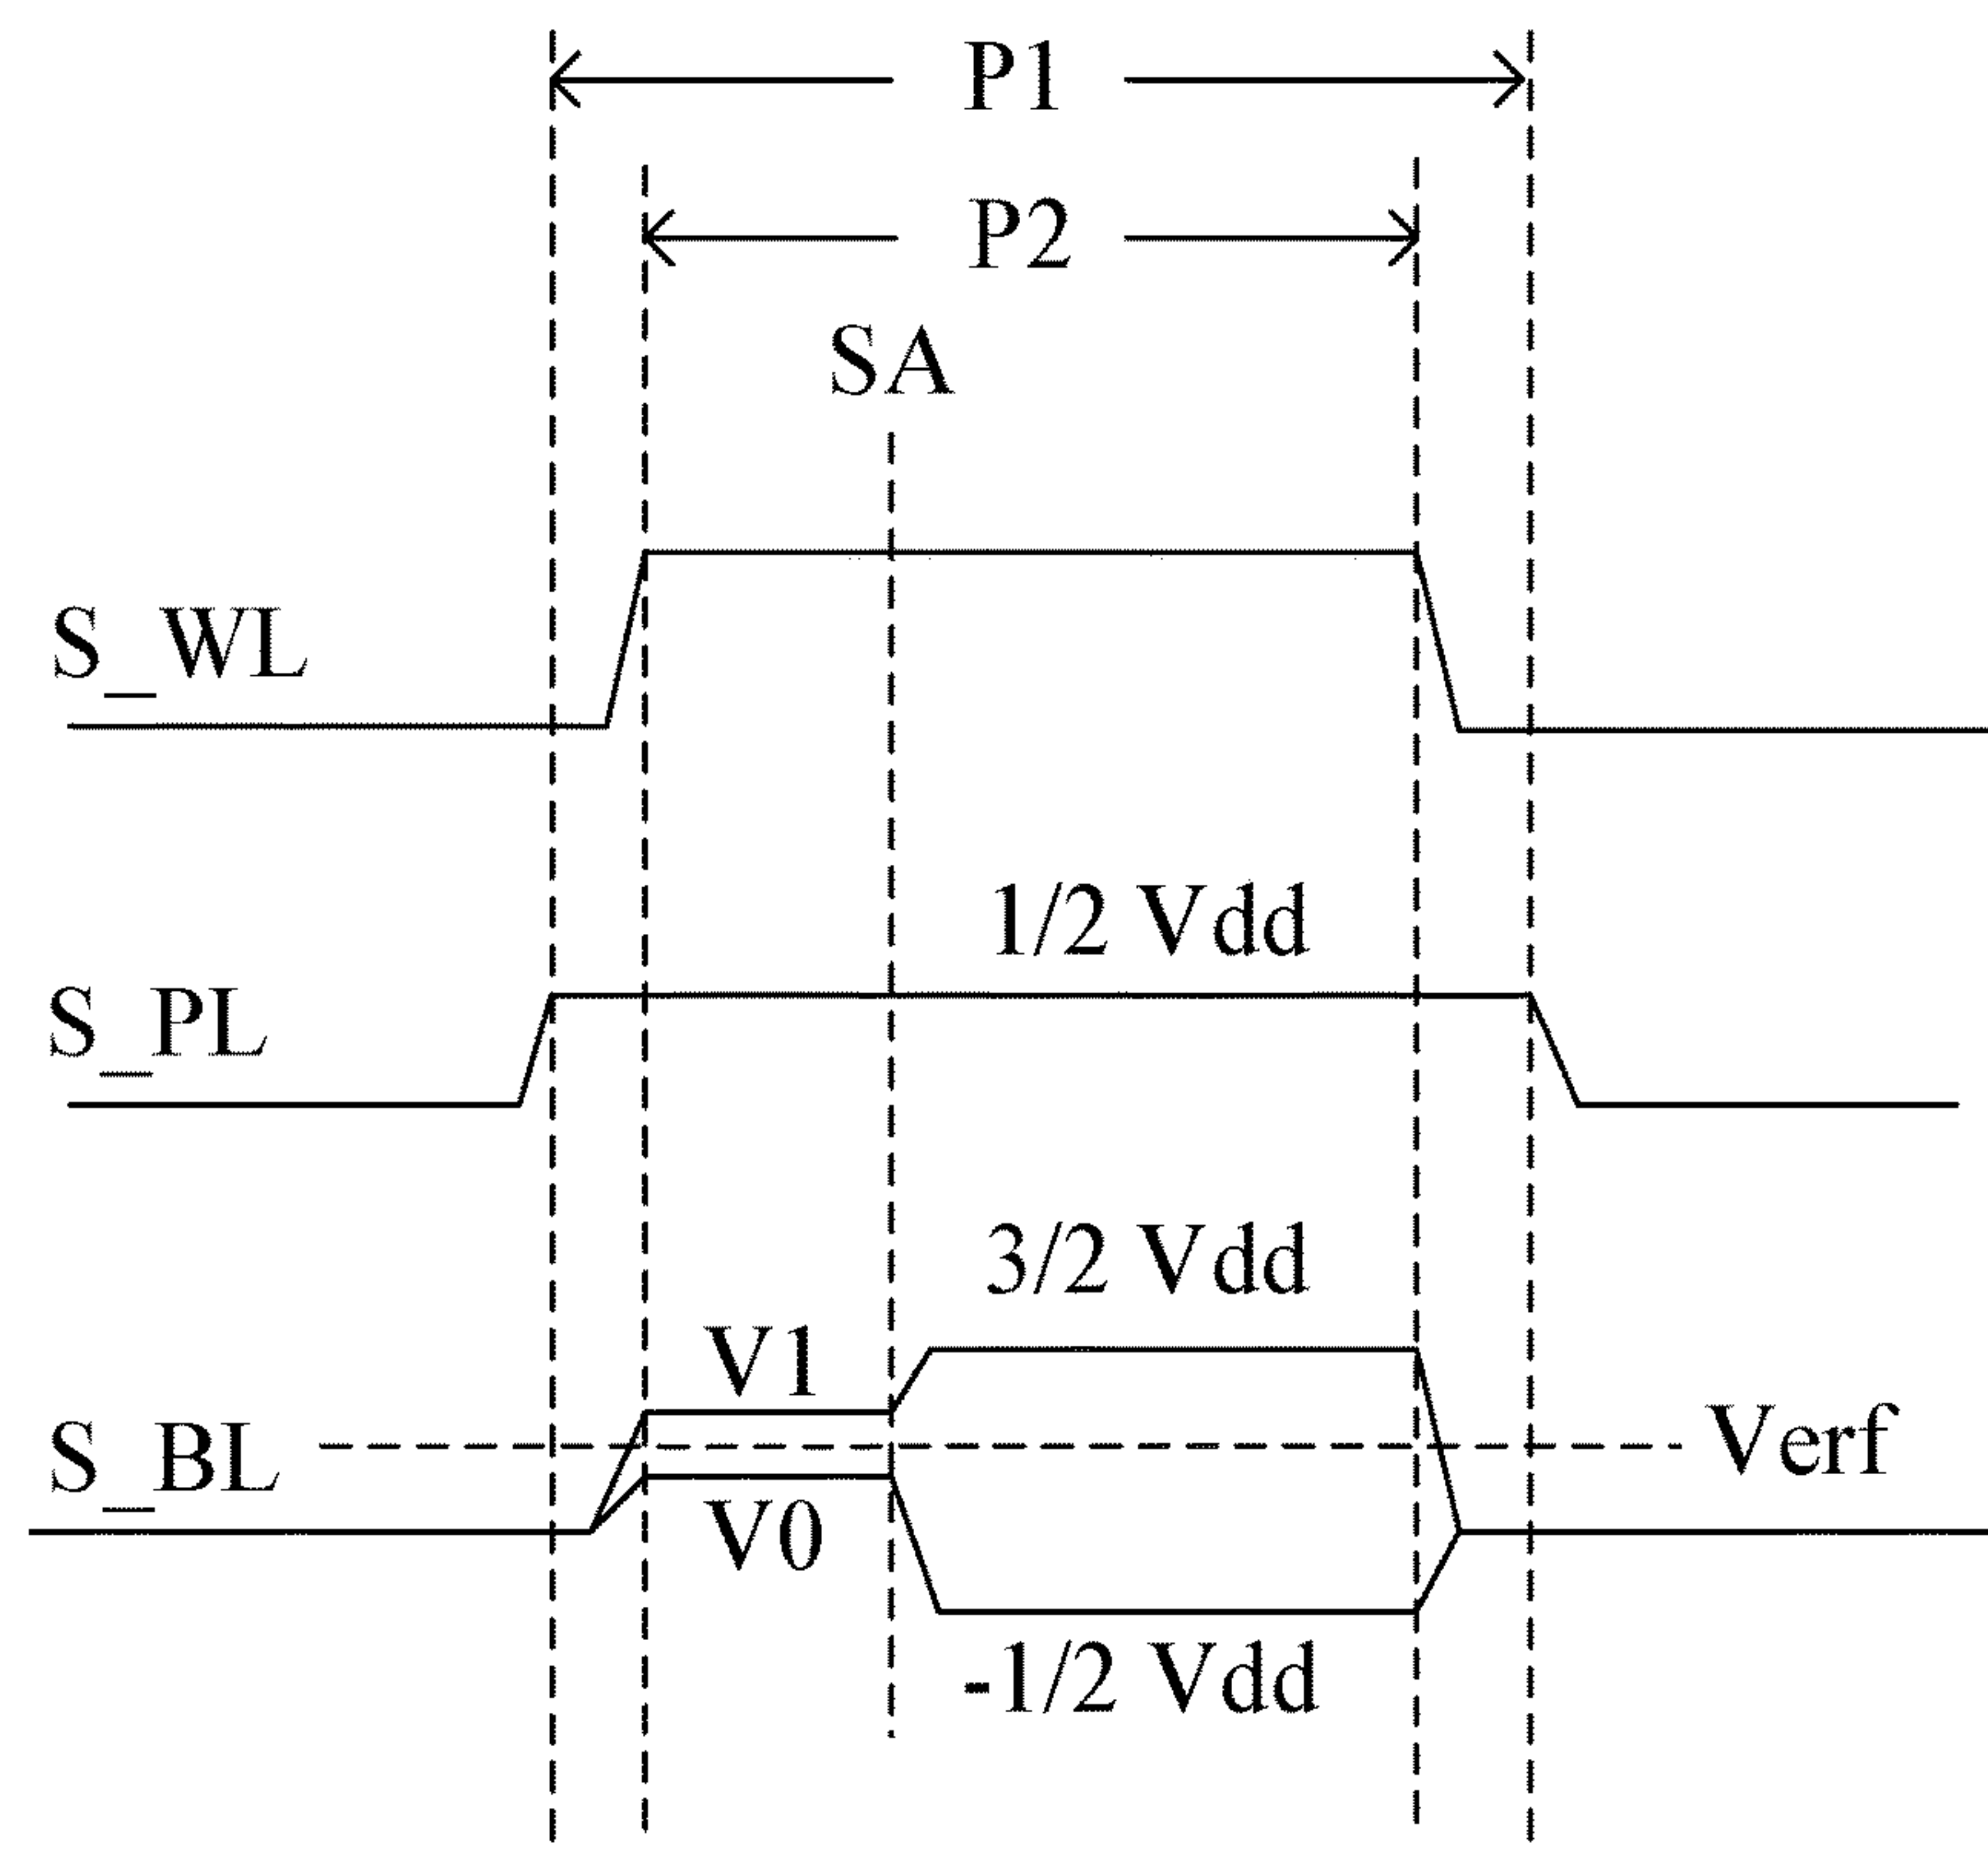 P1
P2
SA
S_WL
1/2 Vdd
S_PL
3/2 Vdd
V1
S_BL
Verf
V0
-1/2 Vdd